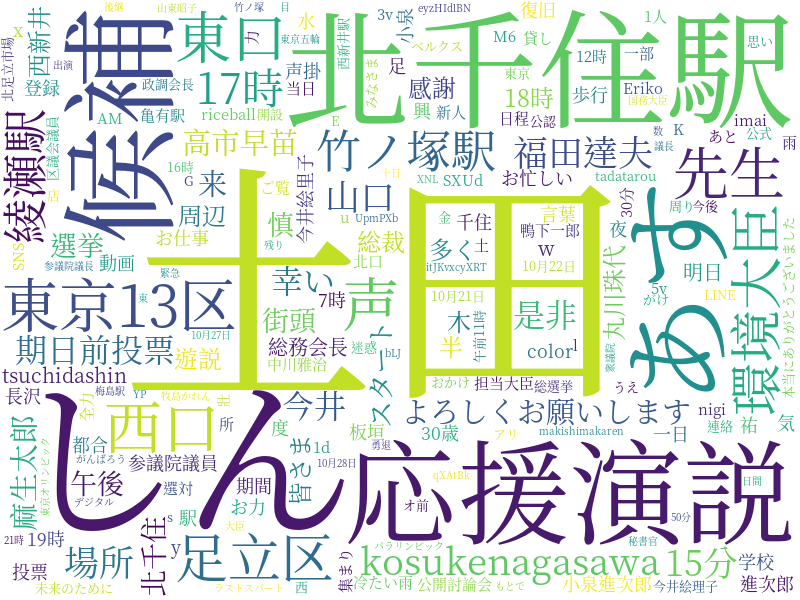 後継
山東昭子
竹ノ塚
目
3v
小泉
eyzHIdlBN
貸し
復旧
1人
思い
X
西新井
東口
力
東京五輪
水
西新井駅
M6
ベルクス
12時
一部
北足立市場
出演
登録
17時
声掛
足
みなさま
感謝
東京
歩行
Eriko
国務大臣
北千住駅
候補
政調会長
当日
興
新人
18時
AM
亀有駅
riceball
開設
E
日程
公認
数
K
あと
imai
公式
議長
雨
綾瀬駅
区議会議員
高市早苗
竹ノ塚駅
福田達夫
先生
16時
今井絵里子
十日
XNL
SXUd
お忙しい
tadatarou
30分
周り
今後
店
G
ご覧
来
山口
u
UpmPXb
金
千住
言葉
鴨下一郎
夜
SNS
周辺
慎
選挙
お仕事
総裁
残り
多く
土
w
itJKvxcyXRT
10月22日
丸川珠代
明日
環境大臣
参議院議長
動画
緊急
北口
幸い
7時
声
10月21日
木
是非
5v
がけ
LINE
本当にありがとうございました
東
東京13区
街頭
10月27日
土田
あす
期日前投票
遊説
総務会長
迷惑
bLJ
スタート
半
午前11時
color
l
衆議院
中川雅治
tsuchidashin
梅島駅
YP
牧島かれん
おかけ
担当大臣
総選挙
うえ
長沢
全力
壮
所
今井
よろしくお願いします
nigi
連絡
祐
気
西口
麻生太郎
都合
度
板垣
30歳
アリ
makishimakaren
一日
しん
応援演説
がんばろう
東京オリンピック
参議院議員
皆さま
1d
10月28日
勇退
午後
デジタル
選対
期間
qXAtBk
オ前
日間
21時
19時
s
駅
お力
大臣
パラリンピック
50分
秘書官
投票
場所
北千住
y
足立区
集まり
kosukenagasawa
15分
学校
未来のために
ラストスパート
西
冷たい雨
公開討論会
もとで
小泉進次郎
今井絵理子
進次郎